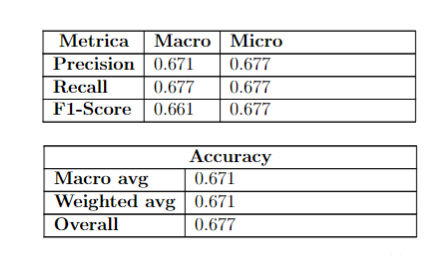 Metrica Macro Micro
Precision 0.671 0.677
Recall 0.677 0.677
F1-Score 0.661 0.677
Accuracy
Macro avg 0.671
Weighted avg 0.671
Overall 0.677